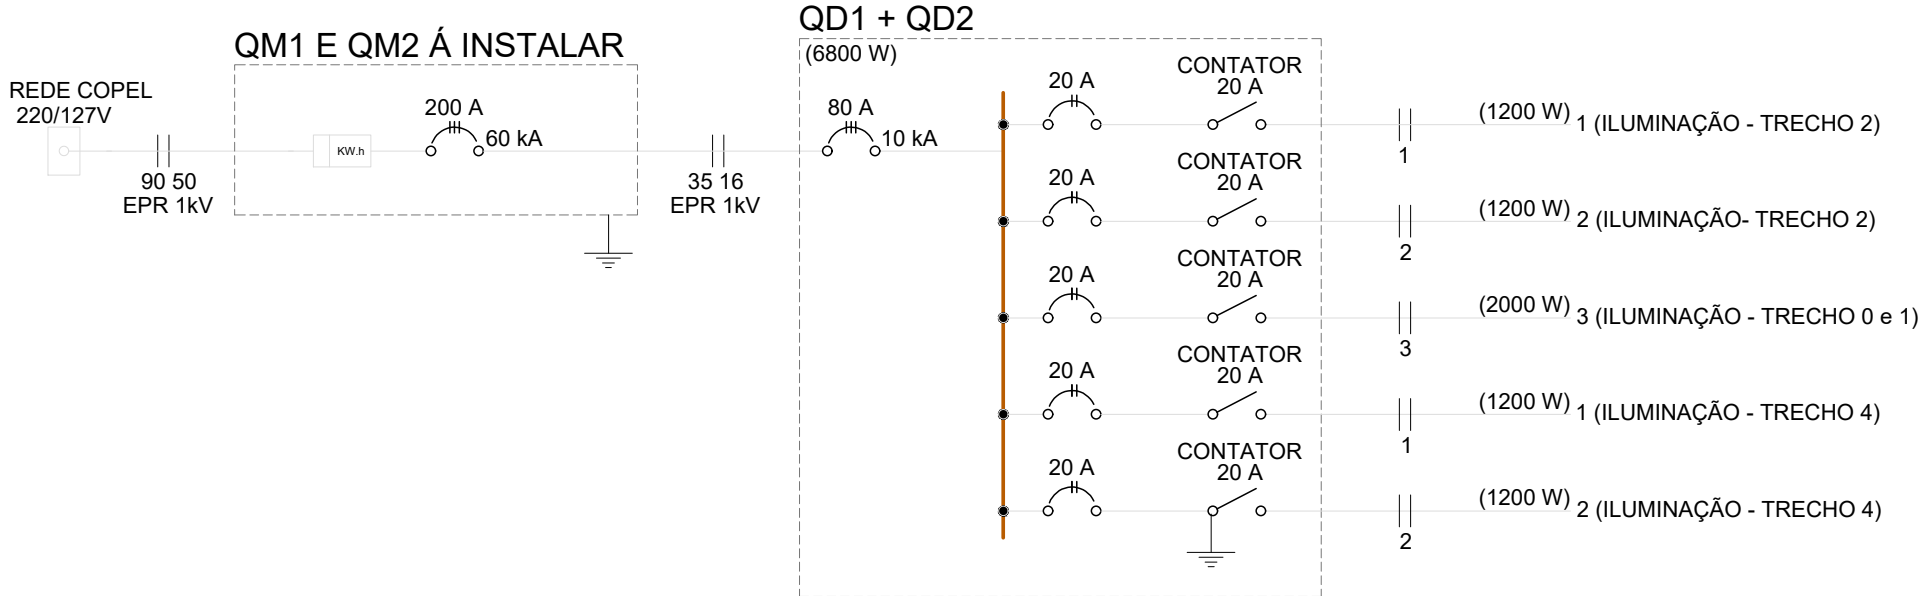 QD1 + QD2
QM1 E QM2 Á INSTALAR
(6800 W)
REDE COPEL
220/127V
200 A
60 kA
KW.h
90 50
EPR 1kV
35 16
EPR 1kV
80 A
10 kA
20 A
CONTATOR
20 A
(1200 W) 1 (ILUMINAÇÃO - TRECHO 2)
1
20 A
CONTATOR
20 A
(1200 W) 2 (ILUMINAÇÃO- TRECHO 2)
2
20 A
CONTATOR
20 A
(2000 W) 3 (ILUMINAÇÃO - TRECHO 0 e 1)
3
20 A
CONTATOR
20 A
(1200 W) 1 (ILUMINAÇÃO - TRECHO 4)
1
20 A
CONTATOR
20 A
(1200 W) 2 (ILUMINAÇÃO - TRECHO 4)
2